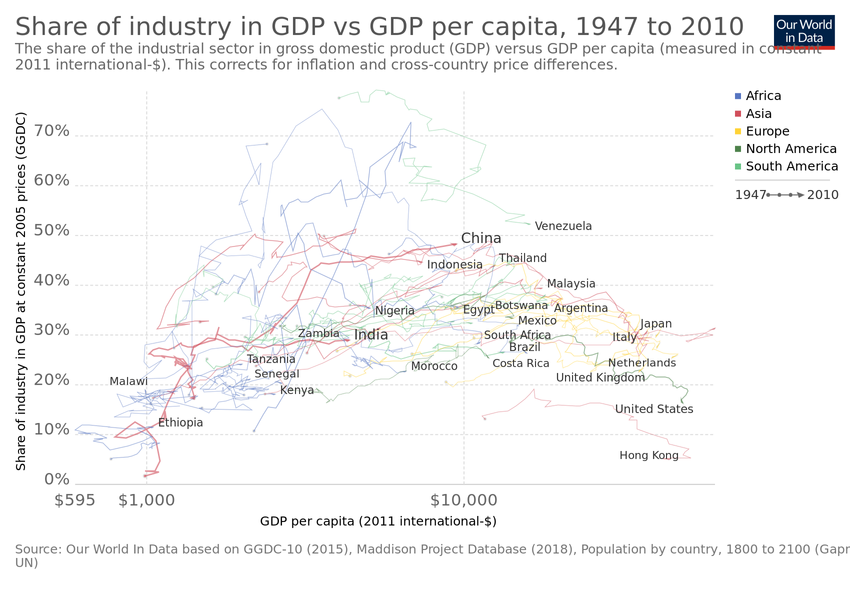 Share of industry in GDP vs GDP per capita, 1947 to 2010
Our World
in Data
The share of the industrial sector in gross domestic product (GDP) versus GDP per capita (measured in constant
2011 international-$). This corrects for inflation and cross-country price differences.
Share of industry in GDP at constant 2005 prices (GGDC)
70%
60%
50%
40%
30%
20%
10%
0%
Africa
Asia
Europe
North America
South America
1947
2010
Venezuela
China
Thailand
Indonesia
Malaysia
Nigeria
Egypt
Botswana
Argentina
Mexico
Japan
Zambia
India
South Africa
Italy
Brazil
Tanzania
Morocco
Costa Rica
Netherlands
Senegal
United Kingdom
Malawi
Kenya
United States
Ethiopia
Hong Kong
$595
$1,000
$10,000
GDP per capita (2011 international-$)
Source: Our World In Data based on GGDC-10 (2015), Maddison Project Database (2018), Population by country, 1800 to 2100 (Gapr
UN)